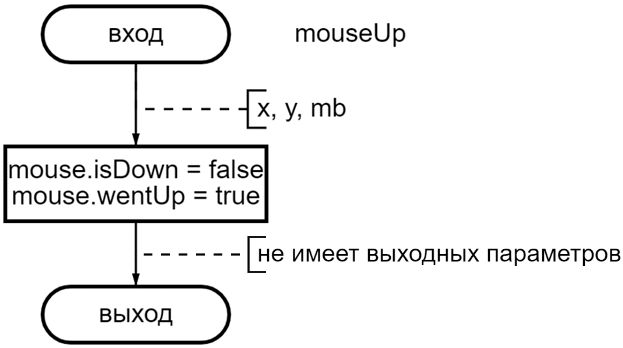 вход
mouseUp
x, y, mb
mouse.isDown = false
mouse.wentUp = true
не имеет выходных параметров
выход